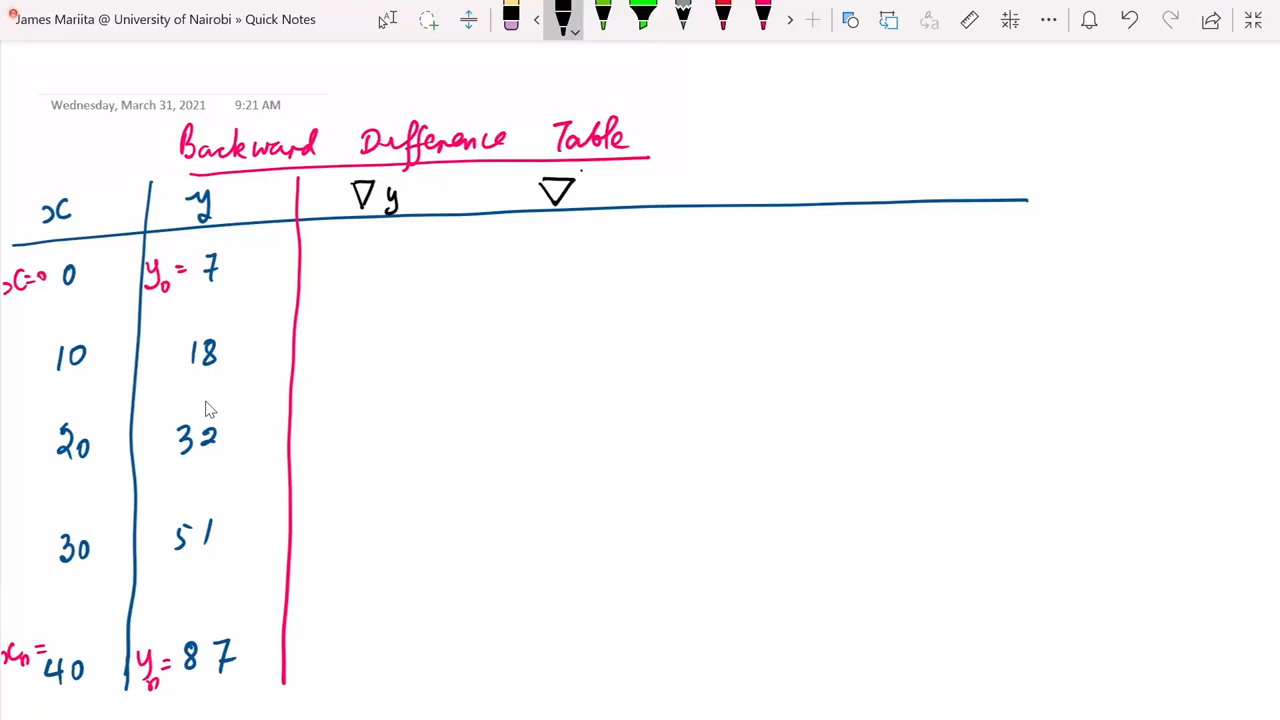 James Mariita @ University of Nairobi » Quick Notes
Wednesday, March 31, 2021 9:21 AM
Backward Difference Table
x y ∇y ∇
x=0 0 y₀ = 7
10 18
20 32
30 51
xₙ = 40 yₙ = 87